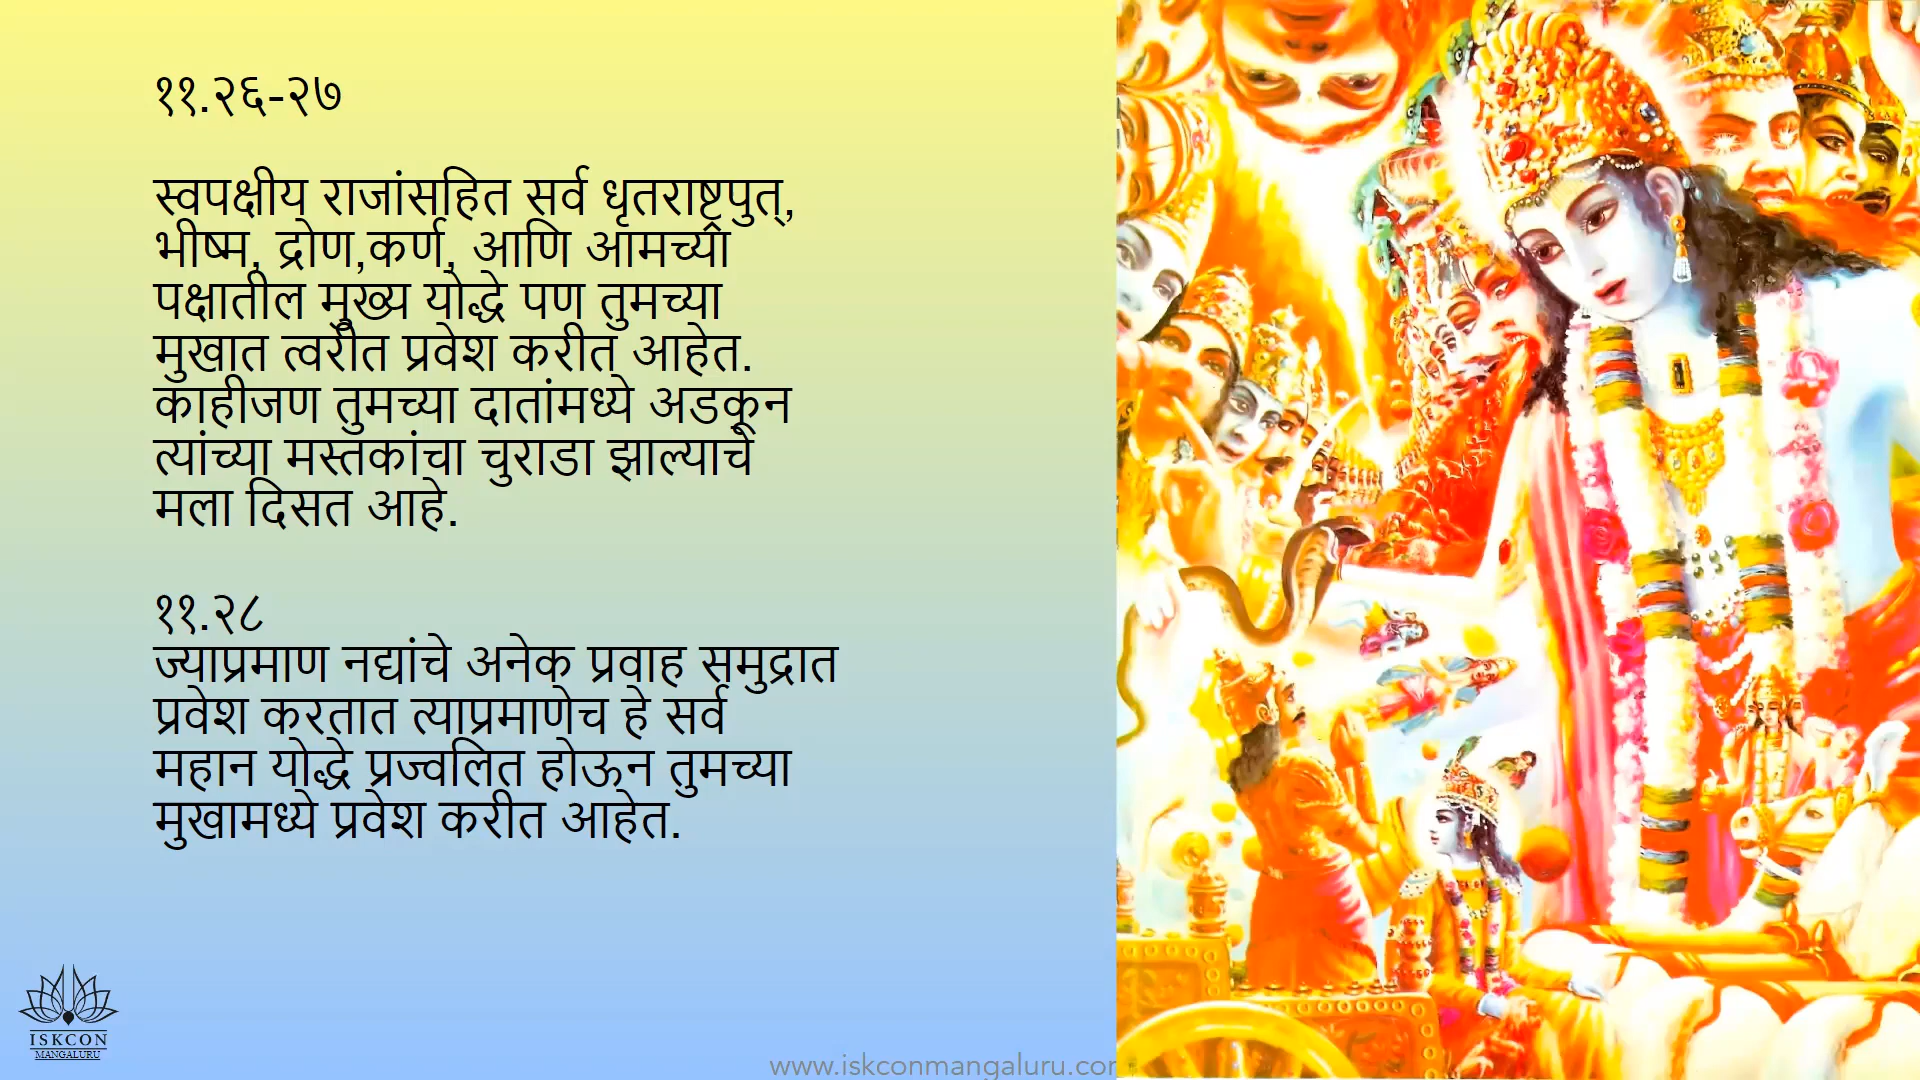 ११.२६-२७
स्वपक्षीय राजांसहित सर्व धृतराष्ट्रपुत्,
भीष्म, द्रोण,कर्ण, आणि आमच्या
पक्षातील मुख्य योद्धे पण तुमच्या
मुखात त्वरीत प्रवेश करीत आहेत.
काहीजण तुमच्या दातांमध्ये अडकून
त्यांच्या मस्तकांचा चुराडा झाल्याचे
मला दिसत आहे.
११.२८
ज्याप्रमाण नद्यांचे अनेक प्रवाह समुद्रात
प्रवेश करतात त्याप्रमाणेच हे सर्व
महान योद्धे प्रज्वलित होऊन तुमच्या
मुखामध्ये प्रवेश करीत आहेत.
ISKCON
MANGALURU
www.iskconmangaluru.cor